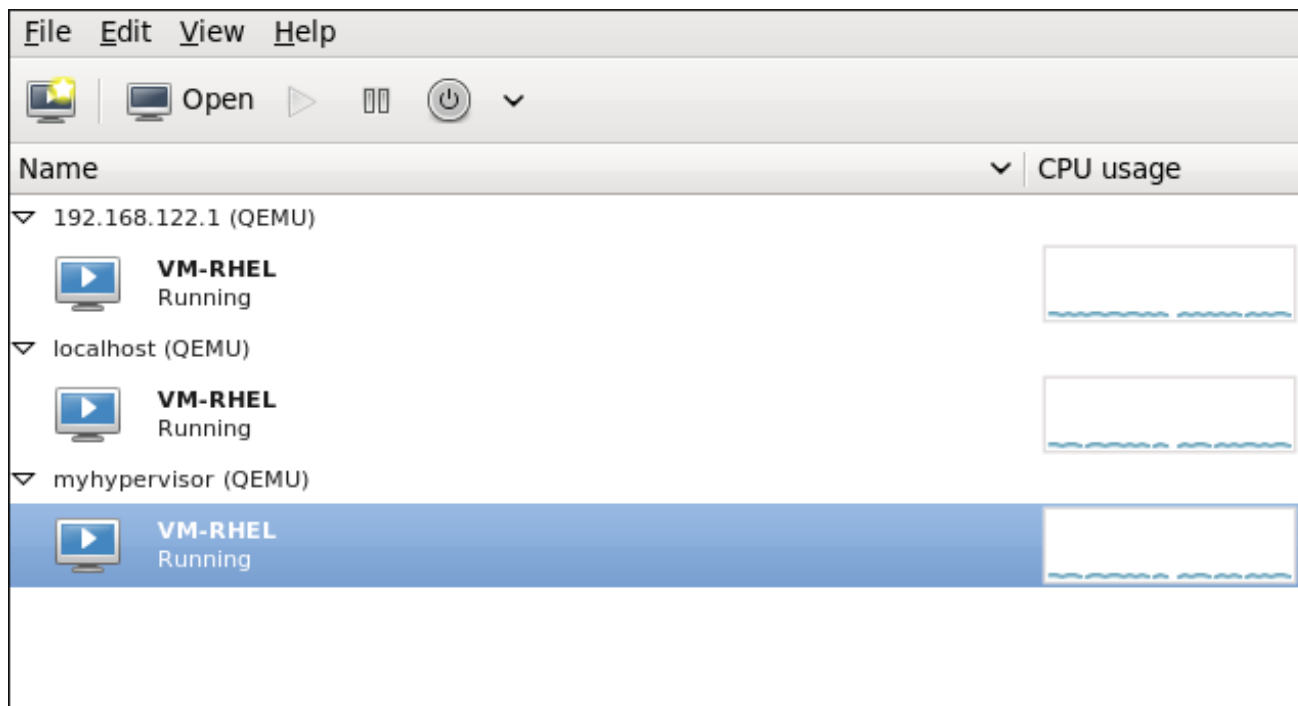 File Edit View Help
Open
Name CPU usage
192.168.122.1 (QEMU)
VM-RHEL
Running
localhost (QEMU)
VM-RHEL
Running
myhypervisor (QEMU)
VM-RHEL
Running